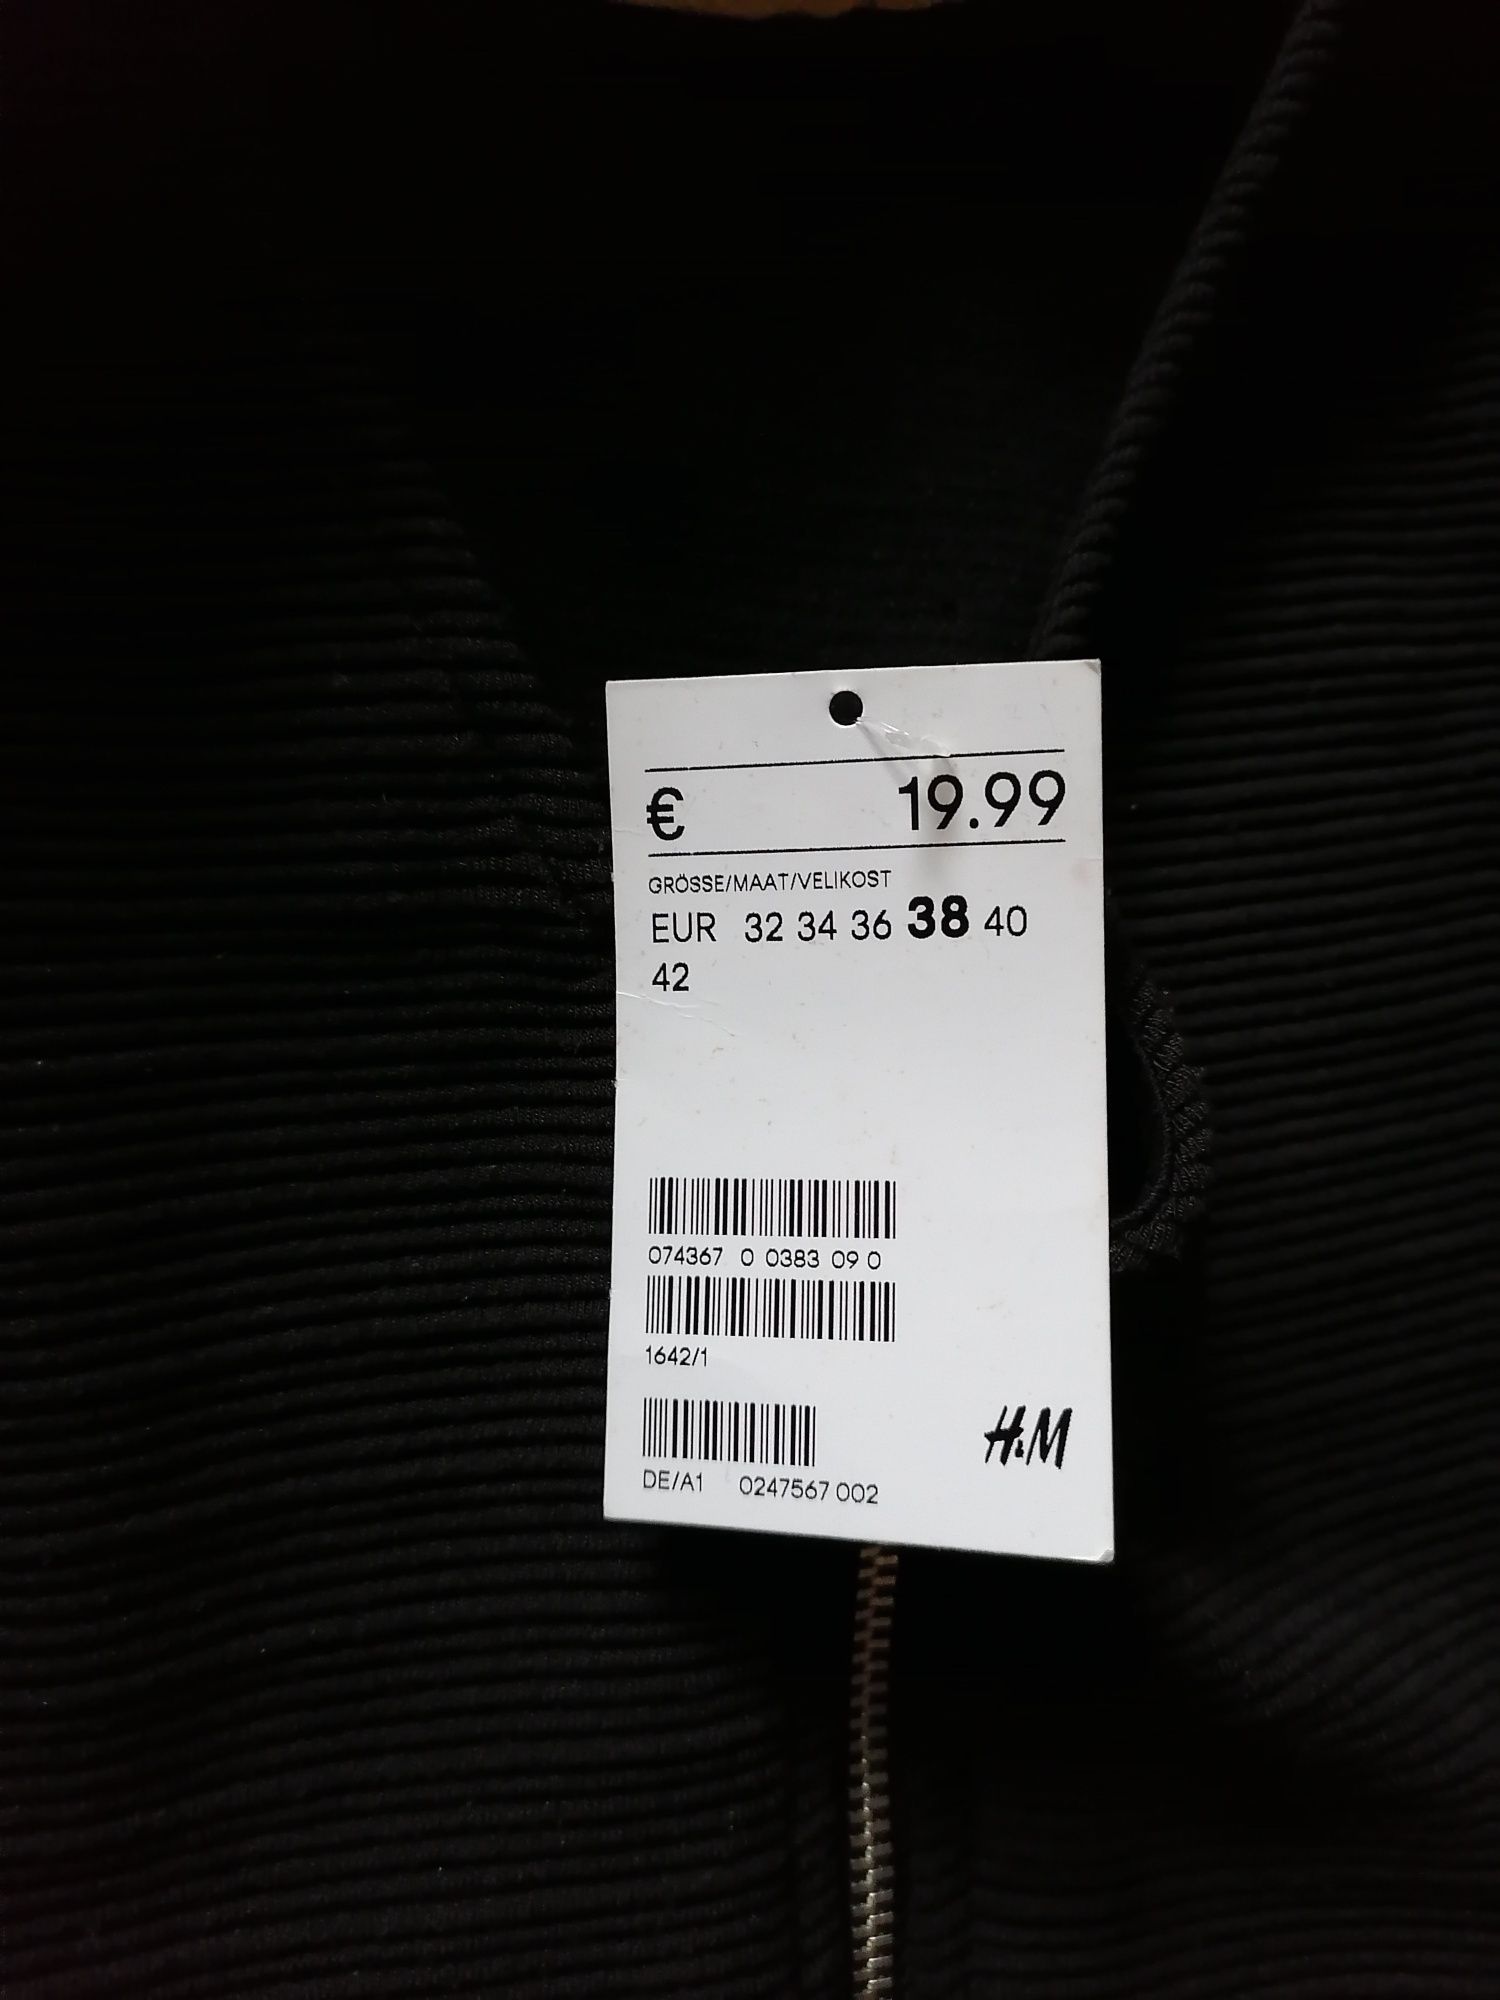 € 19.99
GRÖSSE/MAAT/VELIKOST
EUR 32 34 36 38 40
42
074367 0 0383 09 0
1642/1
H&M
DE/A1 0247567 002